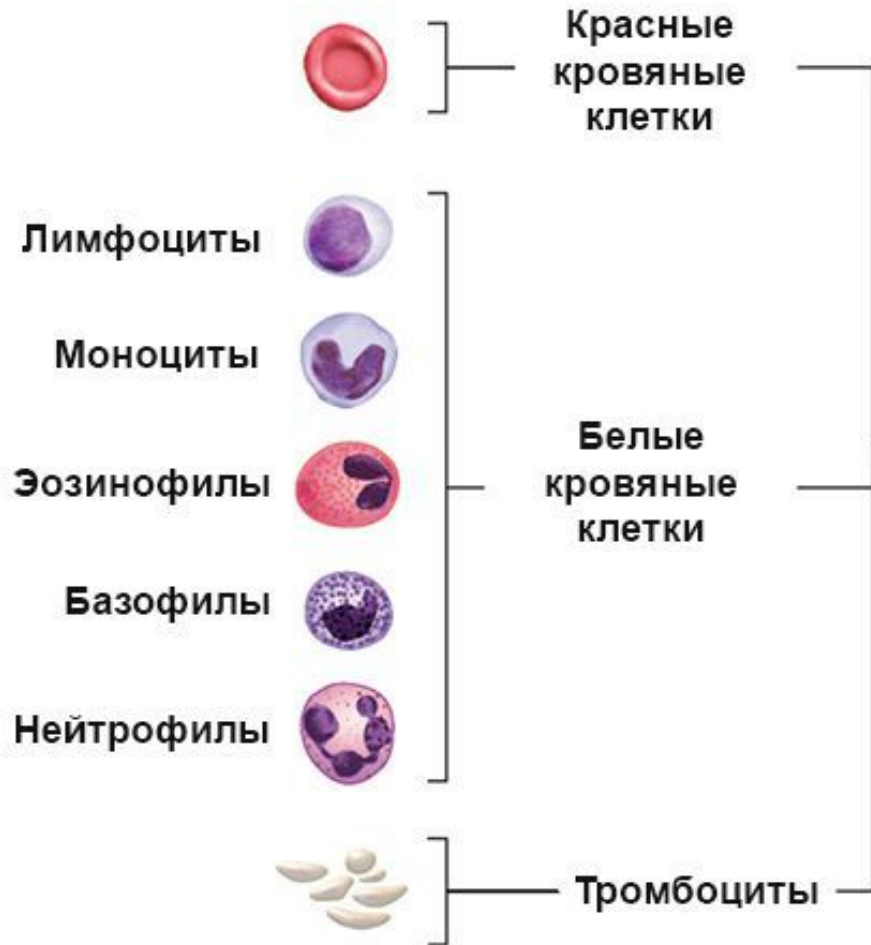 Красные
кровяные
клетки
Лимфоциты
Моноциты
Эозинофилы
Базофилы
Нейтрофилы
Белые
кровяные
клетки
Тромбоциты